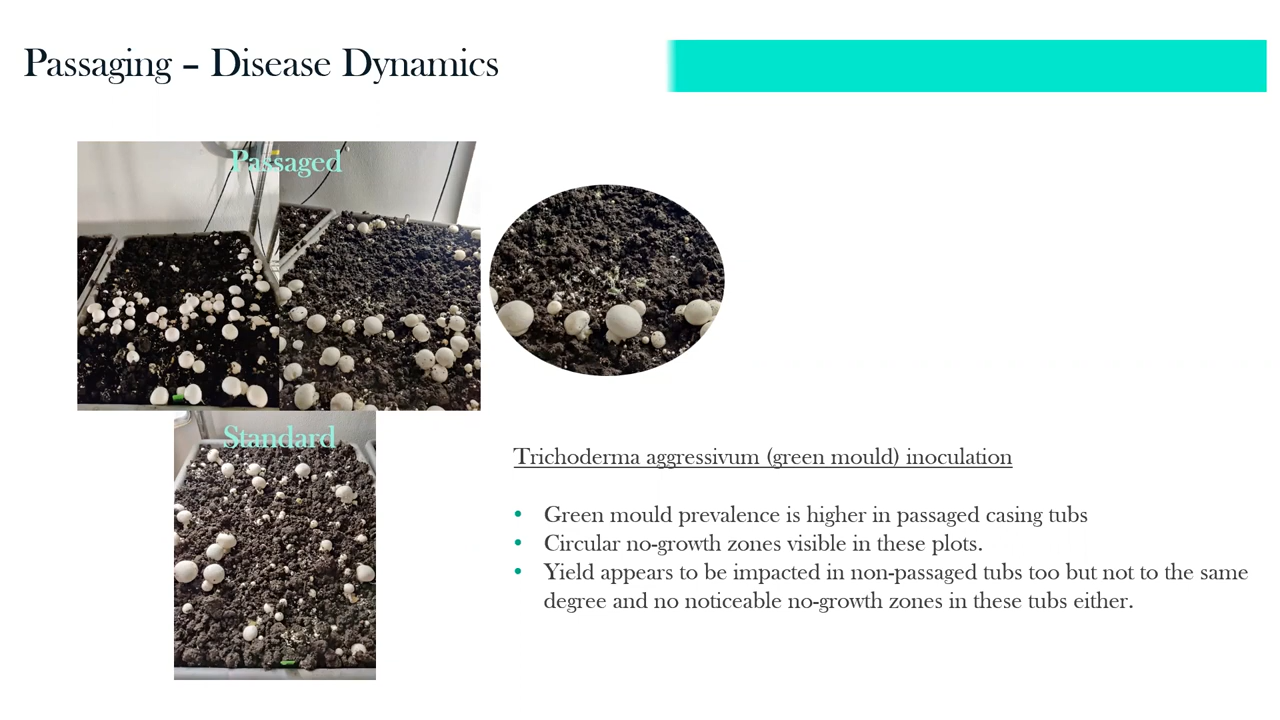 Passaging – Disease Dynamics
Passaged
Standard
Trichoderma aggressivum (green mould) inoculation
• Green mould prevalence is higher in passaged casing tubs
• Circular no-growth zones visible in these plots.
• Yield appears to be impacted in non-passaged tubs too but not to the same
degree and no noticeable no-growth zones in these tubs either.